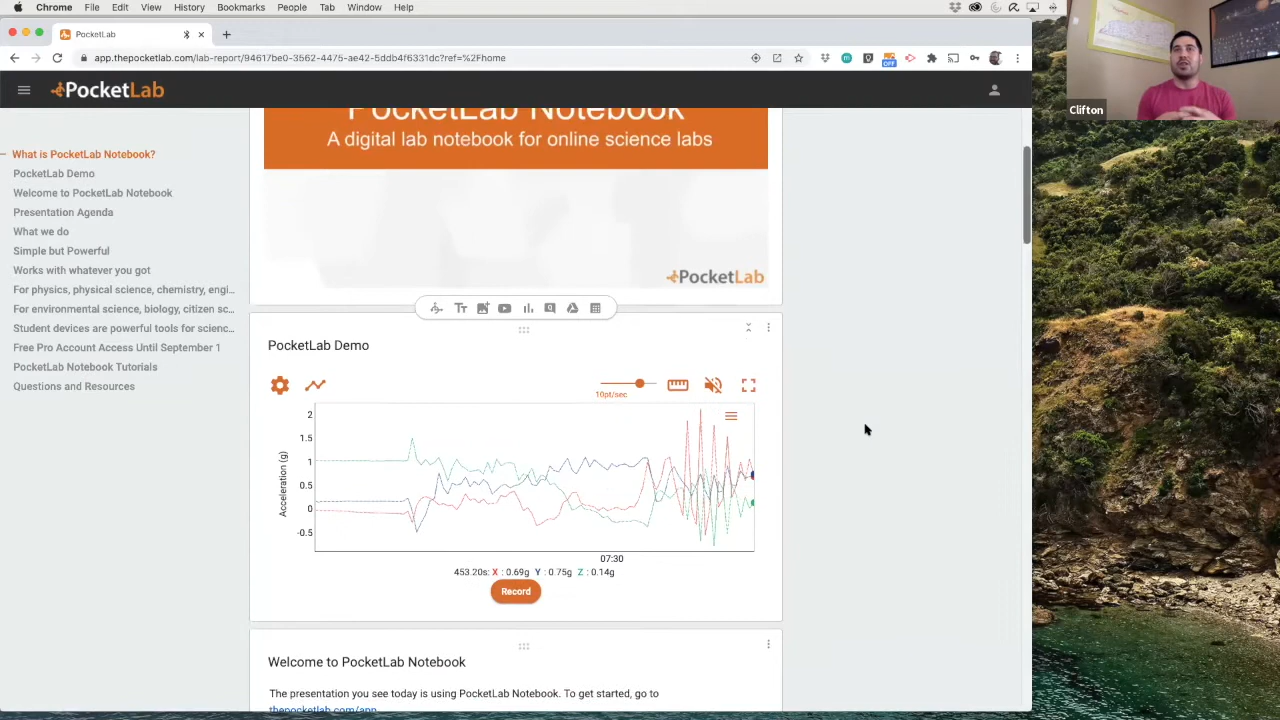 Chrome File Edit View History Bookmarks People Tab Window Help
PocketLab
app.thepocketlab.com/lab-report/94617be0-3562-4475-ae42-5ddb4f6331dc?ref=%2Fhome
OFF
PocketLab
Clifton
What is PocketLab Notebook?
PocketLab Demo
Welcome to PocketLab Notebook
Presentation Agenda
What we do
Simple but Powerful
Works with whatever you got
For physics, physical science, chemistry, engi...
For environmental science, biology, citizen sc...
Student devices are powerful tools for scienc...
Free Pro Account Access Until September 1
PocketLab Notebook Tutorials
Questions and Resources
PocketLab Notebook
A digital lab notebook for online science labs
PocketLab
Tт
PocketLab Demo
10pt/sec
2
1.5
1
0.5
0
-0.5
Acceleration (g)
07:30
453.20s: X : 0.69g Y : 0.75g Z : 0.14g
Record
Welcome to PocketLab Notebook
The presentation you see today is using PocketLab Notebook. To get started, go to
thepocketlab.com/app